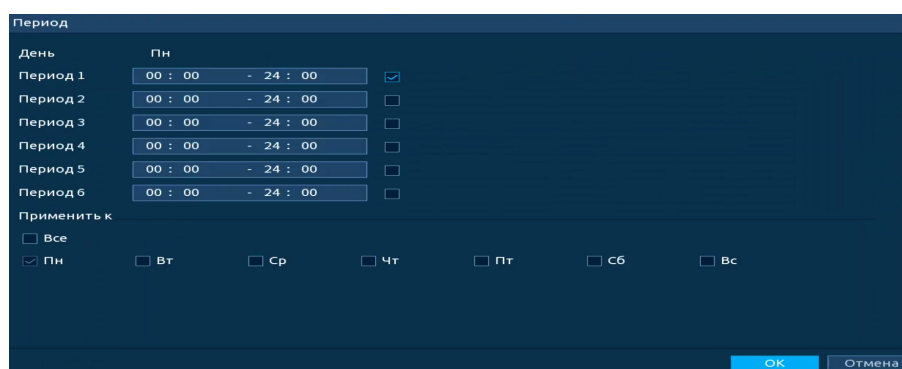 Период
День Пн
Период 1 00 : 00 - 24 : 00
Период 2 00 : 00 - 24 : 00
Период 3 00 : 00 - 24 : 00
Период 4 00 : 00 - 24 : 00
Период 5 00 : 00 - 24 : 00
Период 6 00 : 00 - 24 : 00
Применить к
Все
Пн Вт Ср Чт Пт Сб Вс
OK Отмена